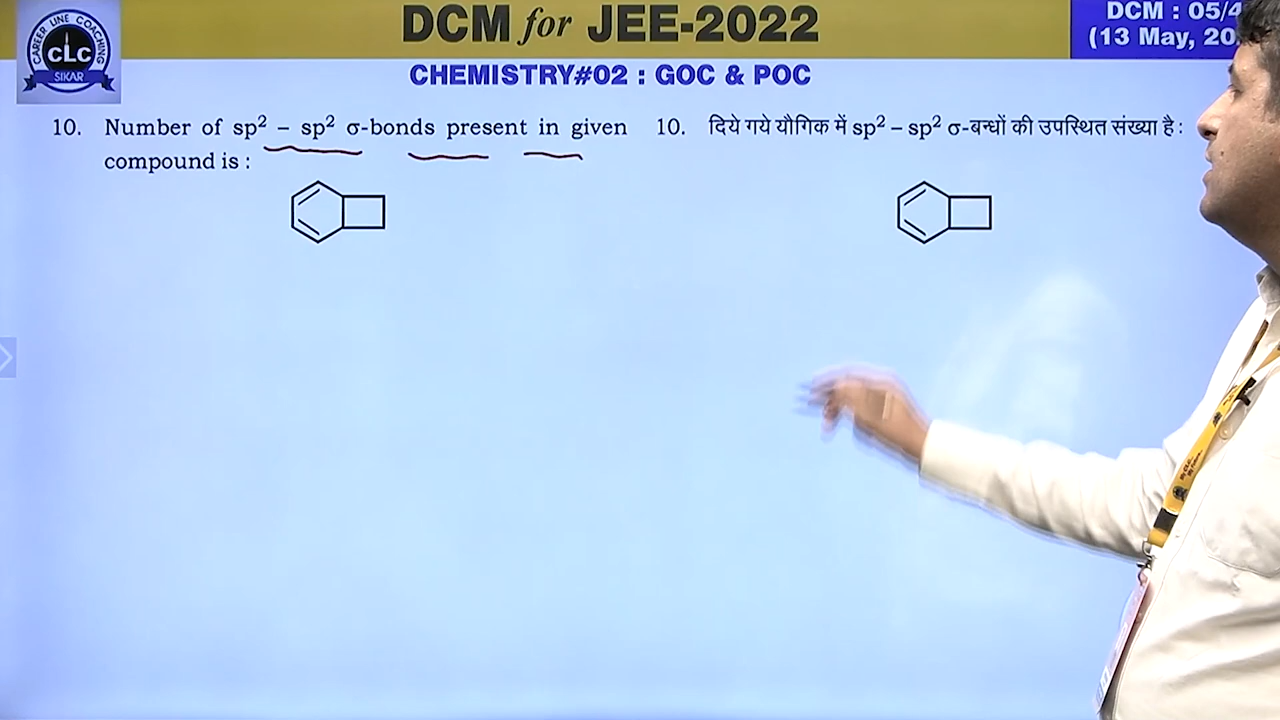 CAREER LINE COACHING
CLC
SIKAR
DCM for JEE-2022
DCM : 05/4
(13 May, 20
CHEMISTRY#02 : GOC & POC
10. Number of sp² – sp² σ-bonds present in given
compound is :
10. दिये गये यौगिक में sp² – sp² σ-बन्धों की उपस्थित संख्या है :